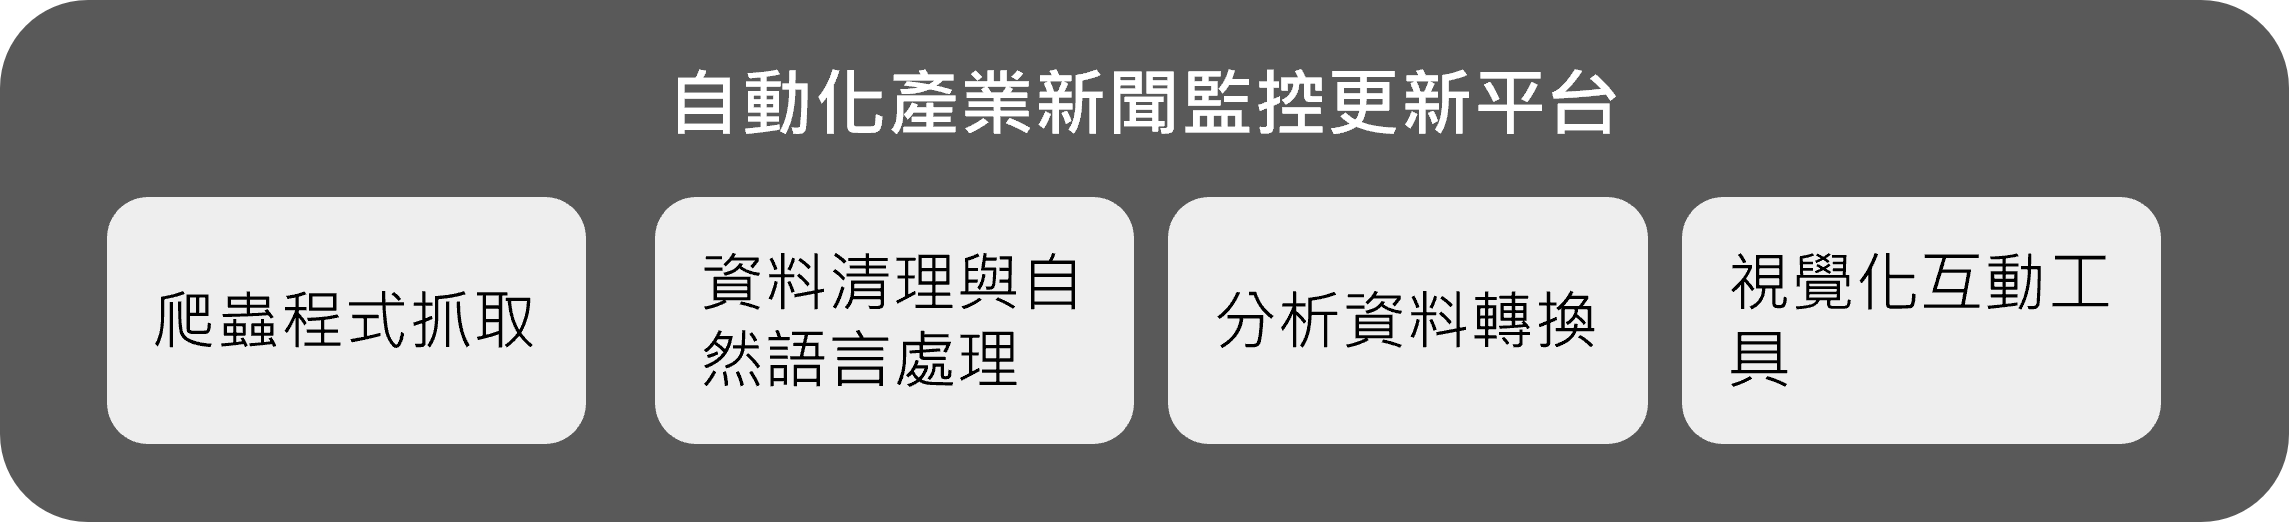 自動化產業新聞監控更新平台
爬蟲程式抓取
資料清理與自
然語言處理
分析資料轉換
視覺化互動工
具